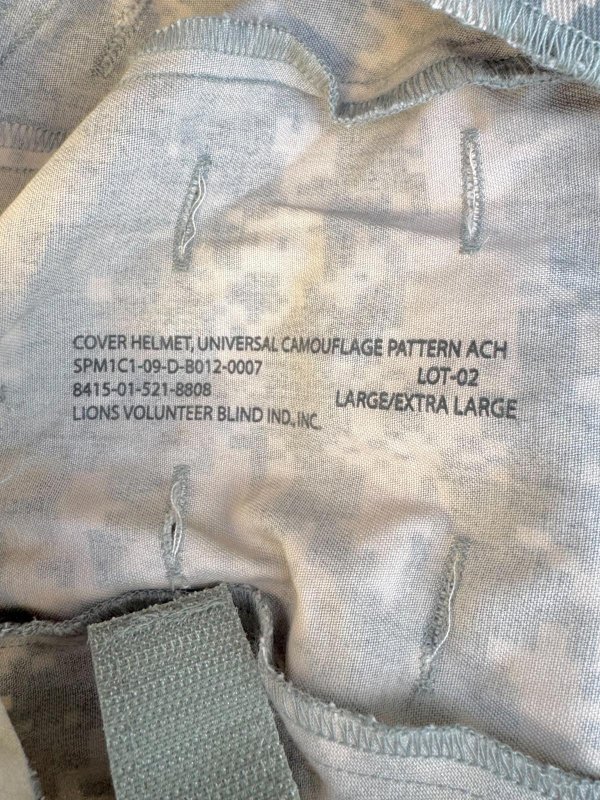 COVER HELMET, UNIVERSAL CAMOUFLAGE PATTERN ACH
SPM1C1-09-D-B012-0007
LOT-02
8415-01-521-8808
LARGE/EXTRA LARGE
LIONS VOLUNTEER BLIND IND., INC.